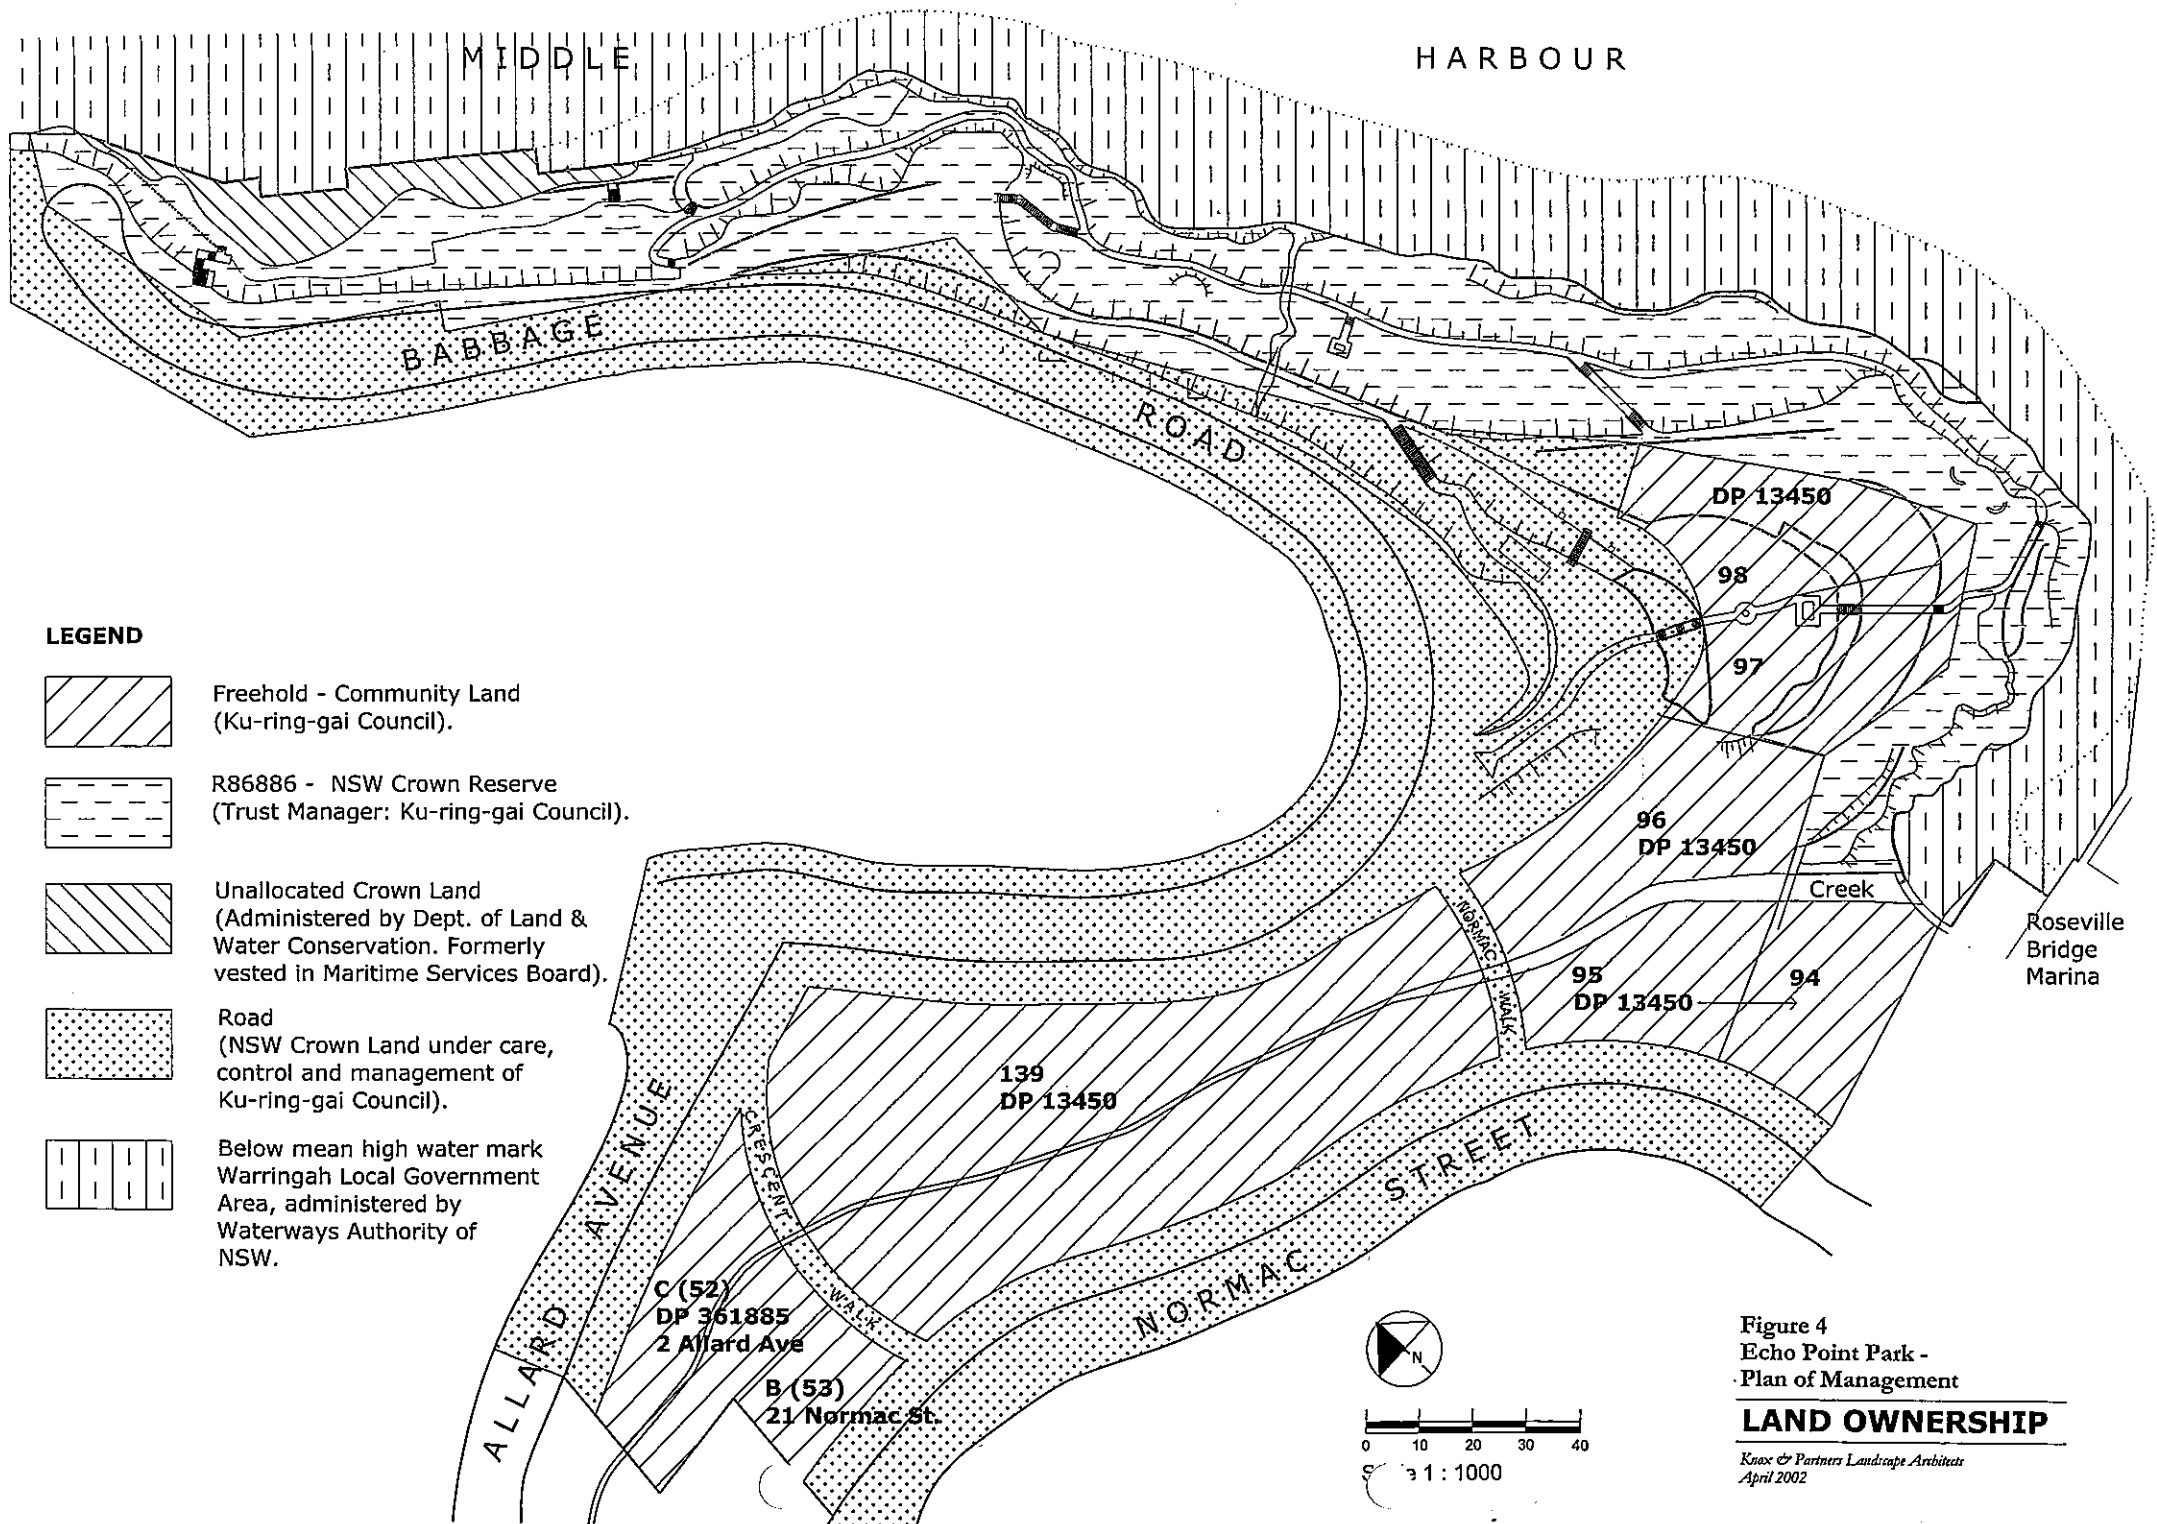 MIDDLE HARBOUR
BABBAGE ROAD
DP 13450
98
97
96
DP 13450
Creek
Roseville
Bridge
Marina
95
DP 13450
94
NORMAC WALK
139
DP 13450
CRESCENT WALK
ALLARD AVENUE
NORMAC STREET
C (52)
DP 361885
2 Allard Ave
B (53)
21 Normac St.
LEGEND
Freehold - Community Land
(Ku-ring-gai Council).
R86886 - NSW Crown Reserve
(Trust Manager: Ku-ring-gai Council).
Unallocated Crown Land
(Administered by Dept. of Land &
Water Conservation. Formerly
vested in Maritime Services Board).
Road
(NSW Crown Land under care,
control and management of
Ku-ring-gai Council).
Below mean high water mark
Warringah Local Government
Area, administered by
Waterways Authority of
NSW.
N
0 10 20 30 40
1 : 1000
Figure 4
Echo Point Park -
Plan of Management
LAND OWNERSHIP
Knox & Partners Landscape Architects
April 2002